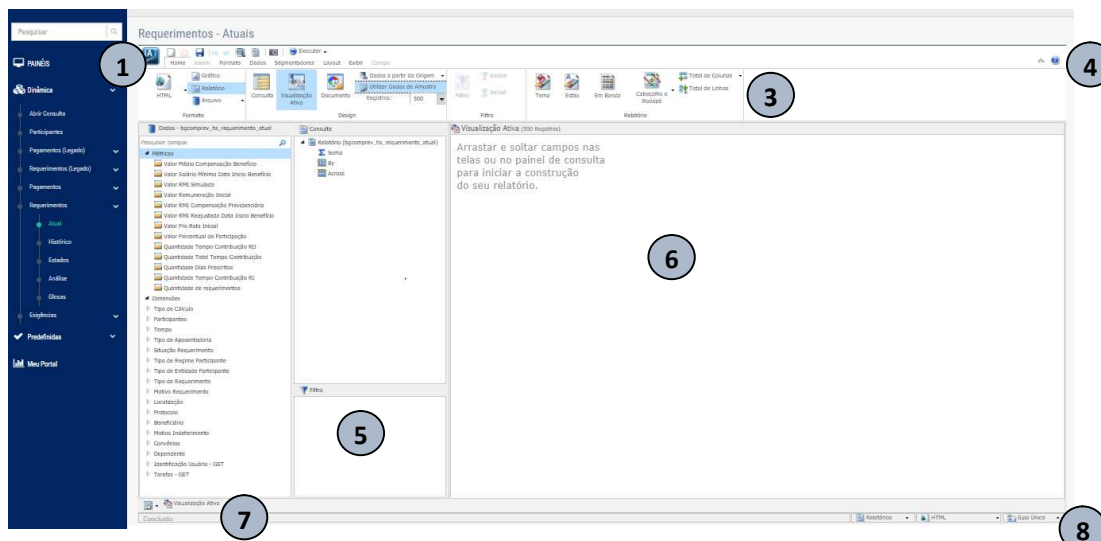 Pesquisar
PAINÉIS
Dinâmica
Abrir Consulta
Participantes
Pagamentos (Legado)
Requerimentos (Legado)
Pagamentos
Requerimentos
Atual
Histórico
Estados
Análise
Glosas
Exigências
Predefinidas
Meu Portal
Requerimentos - Atuais
Executar
Home Inserir Formato Dados Segmentadores Layout Exibir Campo
HTML
Gráfico
Relatório
Arquivo
Formato
Consulta
Visualização Ativa
Documento
Dados a partir da Origem
Utilizar Dados de Amostra
Registros: 500
Design
Filtro
Excluir
Excluir
Filtro
Tema
Estilo
Em Banda
Cabeçalho e Rodapé
Total de Colunas
Total de Linhas
Relatório
1
3
4
Dados - bgcomprev_hs_requerimento_atual
Pesquisar campos
Métricas
Valor Médio Compensação Benefício
Valor Salário Mínimo Data Inicio Benefício
Valor RMI Simulada
Valor Remuneração Inicial
Valor RMI Compensação Previdenciária
Valor RMI Reajustada Data Inicio Benefício
Valor Pro Rata Inicial
Valor Percentual de Participação
Quantidade Tempo Contribuição RO
Quantidade Total Tempo Contribuição
Quantidade Dias Prescritos
Quantidade Tempo Contribuição RI
Quantidade de requerimentos
Dimensões
Tipo de Cálculo
Participantes
Tempo
Tipo de Aposentadoria
Situação Requerimento
Tipo de Regime Participante
Tipo de Entidade Participante
Tipo de Requerimento
Motivo Requerimento
Localização
Protocolo
Beneficiário
Motivo Indeferimento
Convênios
Dependente
Identificação Usuário - GET
Tarefas - GET
Consulta
Relatório (bgcomprev_hs_requerimento_atual)
Soma
By
Across
Filtro
5
Visualização Ativa (500 Registros)
Arrastar e soltar campos nas
telas ou no painel de consulta
para iniciar a construção
do seu relatório.
6
Visualização Ativa
7
Concluído
Relatórios
HTML
Guia Única
8